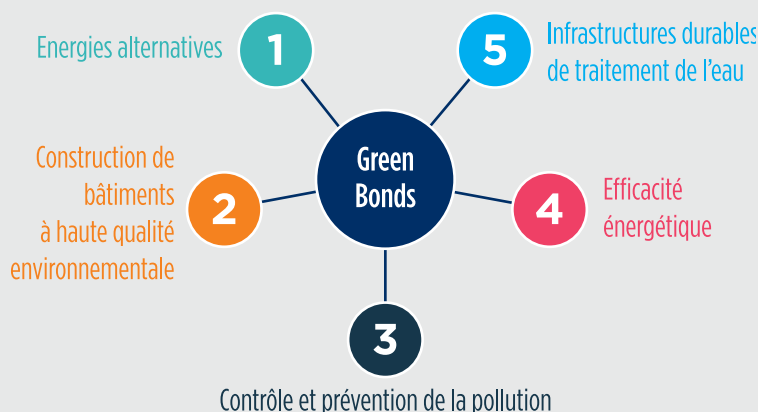 Energies alternatives
1
5
Infrastructures durables
de traitement de l'eau
Green
Bonds
Construction de
bâtiments
à haute qualité
environnementale
2
4
Efficacité
énergétique
3
Contrôle et prévention de la pollution